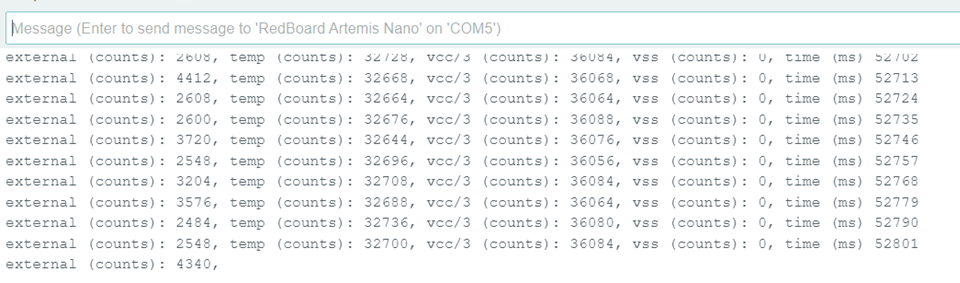 Message (Enter to send message to 'RedBoard Artemis Nano' on 'COM5')
external (counts): 2608, temp (counts): 32728, vcc/3 (counts): 36084, vss (counts): 0, time (ms) 52702
external (counts): 4412, temp (counts): 32668, vcc/3 (counts): 36068, vss (counts): 0, time (ms) 52713
external (counts): 2608, temp (counts): 32664, vcc/3 (counts): 36064, vss (counts): 0, time (ms) 52724
external (counts): 2600, temp (counts): 32676, vcc/3 (counts): 36088, vss (counts): 0, time (ms) 52735
external (counts): 3720, temp (counts): 32644, vcc/3 (counts): 36076, vss (counts): 0, time (ms) 52746
external (counts): 2548, temp (counts): 32696, vcc/3 (counts): 36056, vss (counts): 0, time (ms) 52757
external (counts): 3204, temp (counts): 32708, vcc/3 (counts): 36084, vss (counts): 0, time (ms) 52768
external (counts): 3576, temp (counts): 32688, vcc/3 (counts): 36064, vss (counts): 0, time (ms) 52779
external (counts): 2484, temp (counts): 32736, vcc/3 (counts): 36080, vss (counts): 0, time (ms) 52790
external (counts): 2548, temp (counts): 32700, vcc/3 (counts): 36084, vss (counts): 0, time (ms) 52801
external (counts): 4340,